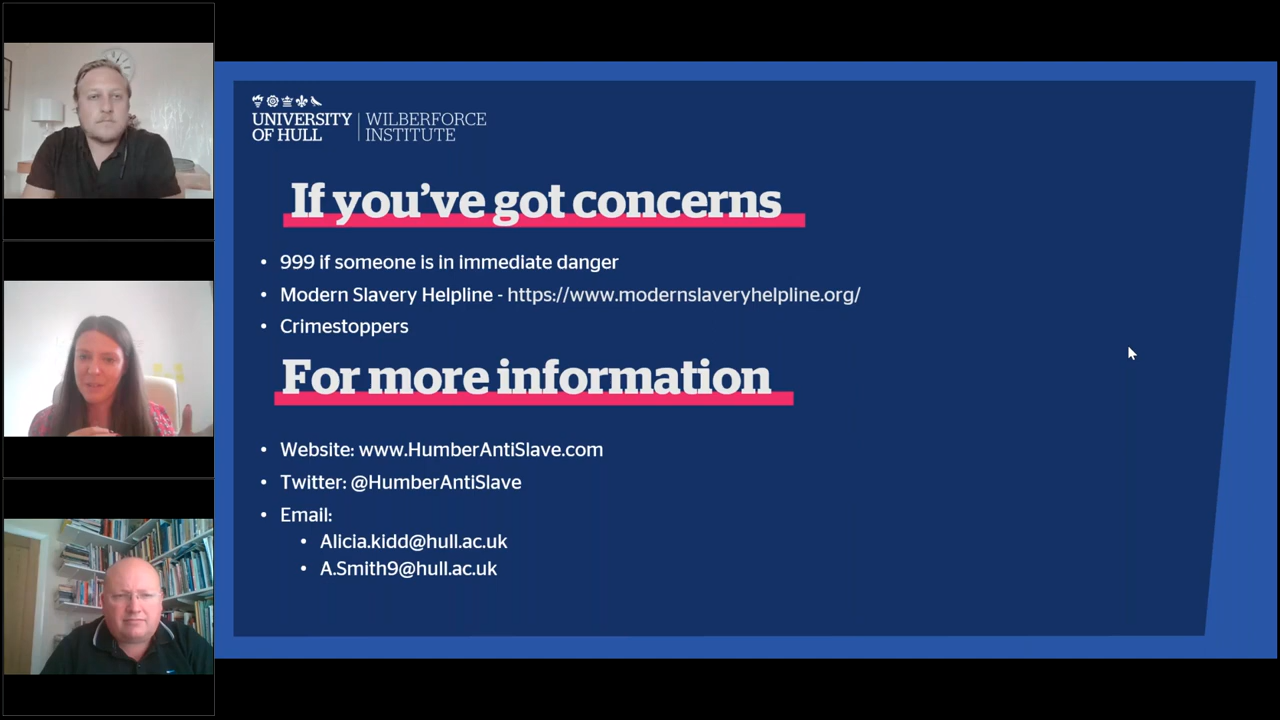 UNIVERSITY
OF HULL
WILBERFORCE
INSTITUTE
If you've got concerns
• 999 if someone is in immediate danger
• Modern Slavery Helpline - https://www.modernslaveryhelpline.org/
• Crimestoppers
For more information
• Website: www.HumberAntiSlave.com
• Twitter: @HumberAntiSlave
• Email:
• Alicia.kidd@hull.ac.uk
• A.Smith9@hull.ac.uk